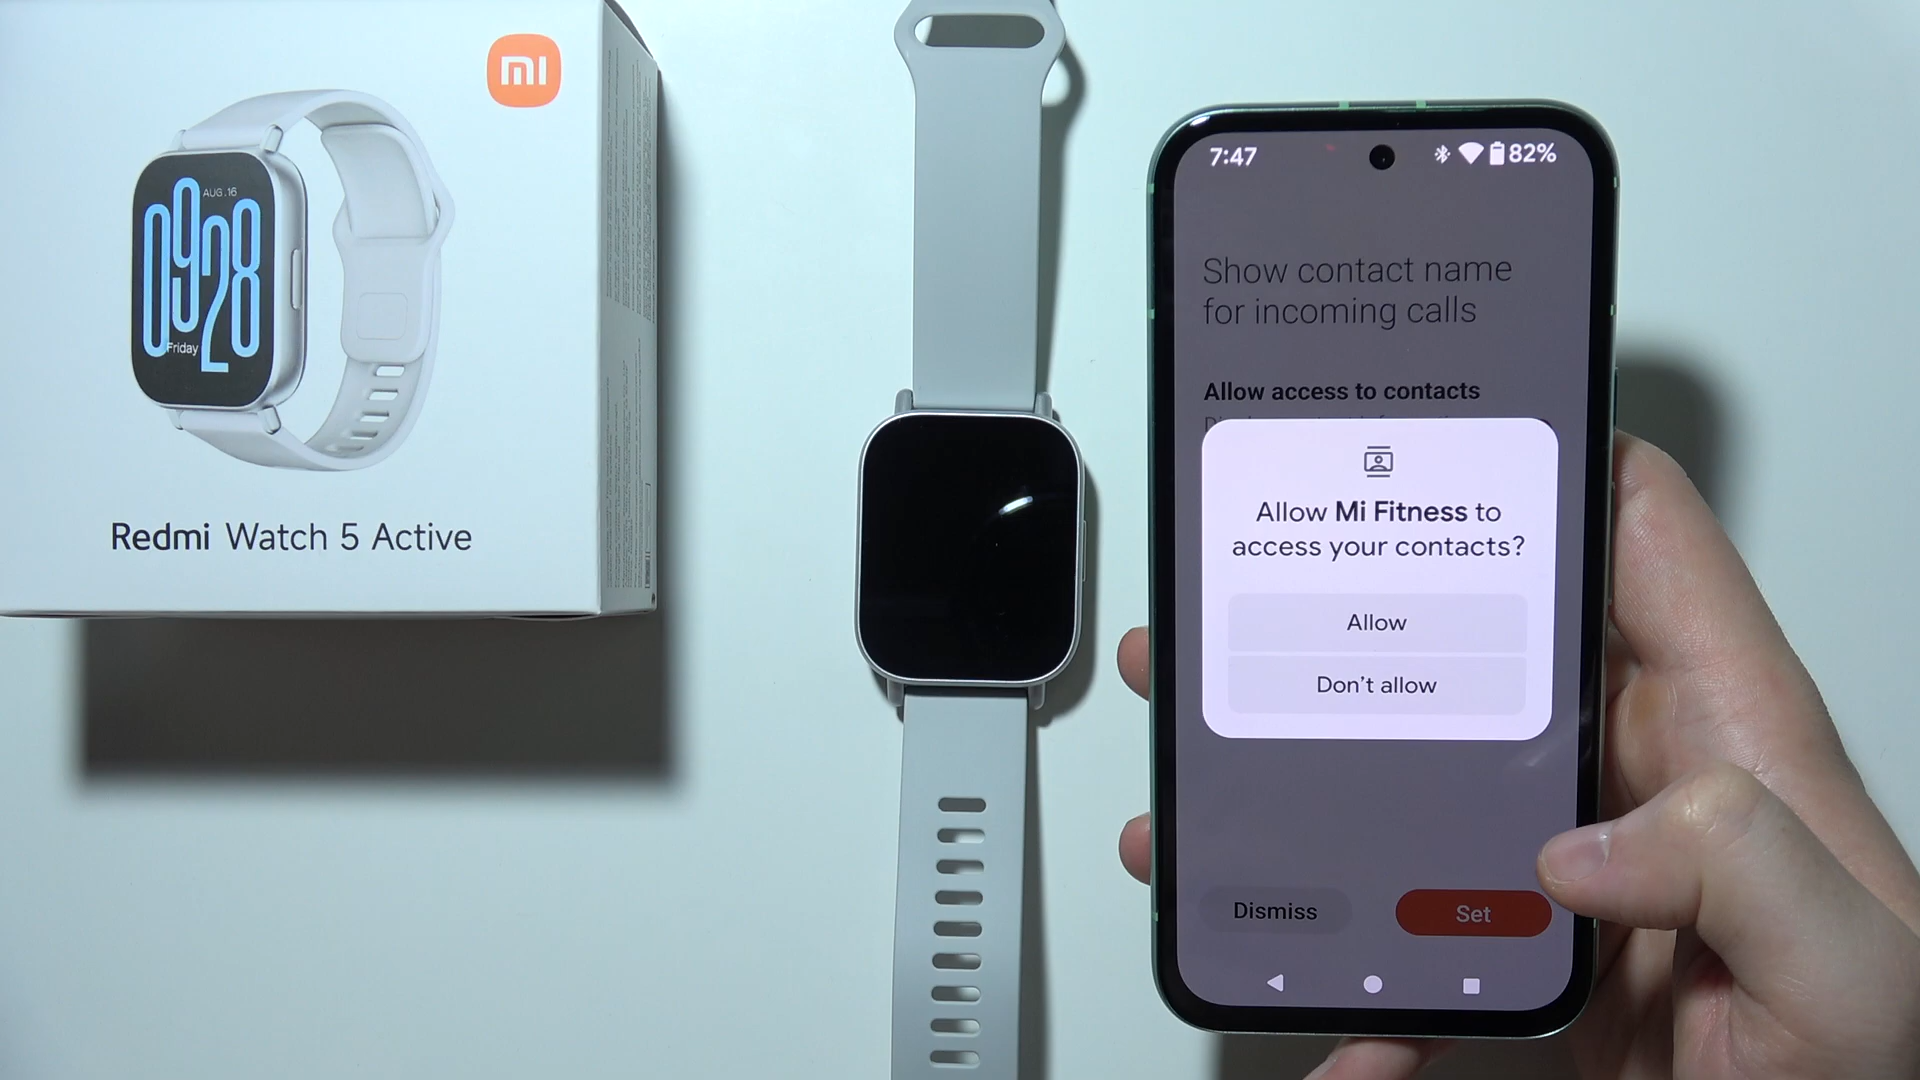 mi
AUG.16
0928
Friday
Redmi Watch 5 Active
7:47
82%
Show contact name
for incoming calls
Allow access to contacts
Allow Mi Fitness to
access your contacts?
Allow
Don't allow
Dismiss
Set